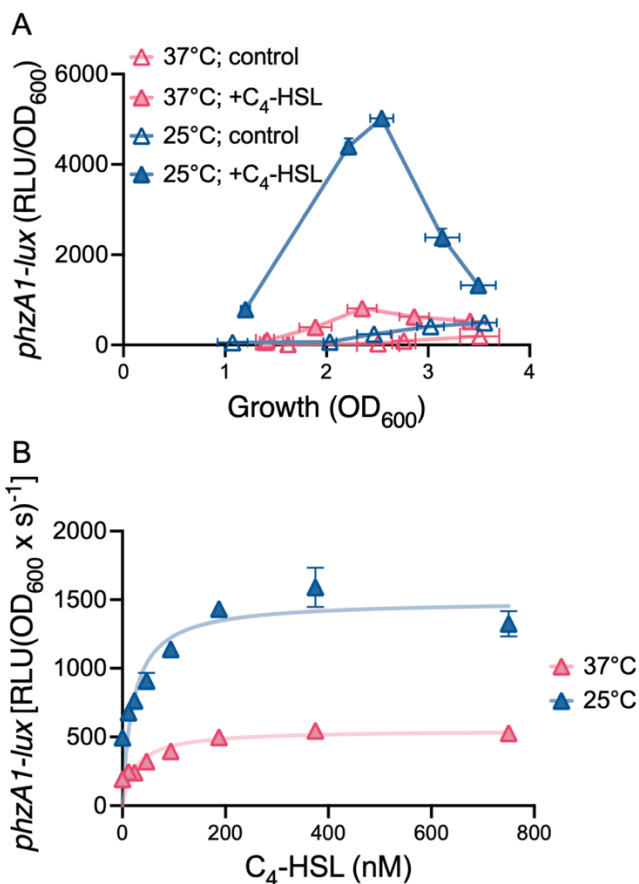 A
37°C; control
37°C; +C₄-HSL
25°C; control
25°C; +C₄-HSL
phzA1-lux (RLU/OD₆₀₀)
6000
4000
2000
0
0 1 2 3 4
Growth (OD₆₀₀)
B
phzA1-lux [RLU(OD₆₀₀ x s)⁻¹]
2000
1500
1000
500
0
37°C
25°C
0 200 400 600 800
C₄-HSL (nM)